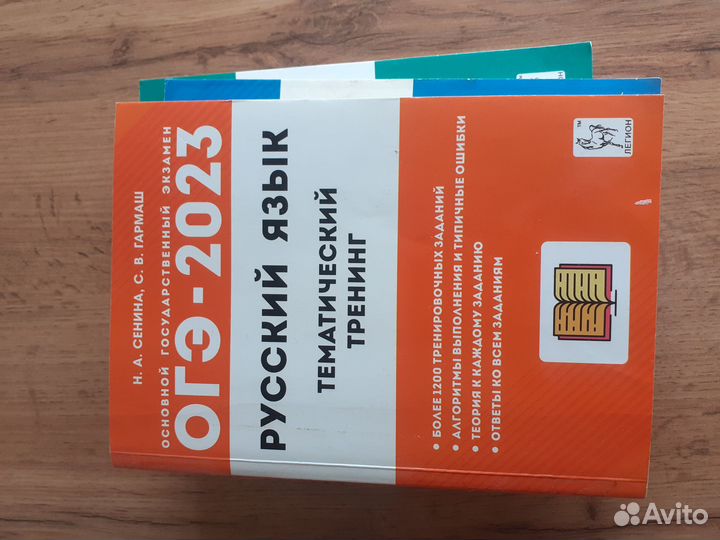 Н. А. СЕНИНА, С. В. ГАРМАШ
ОСНОВНОЙ ГОСУДАРСТВЕННЫЙ ЭКЗАМЕН
ОГЭ - 2023
РУССКИЙ ЯЗЫК
ТЕМАТИЧЕСКИЙ
ТРЕНИНГ
• БОЛЕЕ 1200 ТРЕНИРОВОЧНЫХ ЗАДАНИЙ
• АЛГОРИТМЫ ВЫПОЛНЕНИЯ И ТИПИЧНЫЕ ОШИБКИ
• ТЕОРИЯ К КАЖДОМУ ЗАДАНИЮ
• ОТВЕТЫ КО ВСЕМ ЗАДАНИЯМ
TM
ЛЕГИОН
Avito